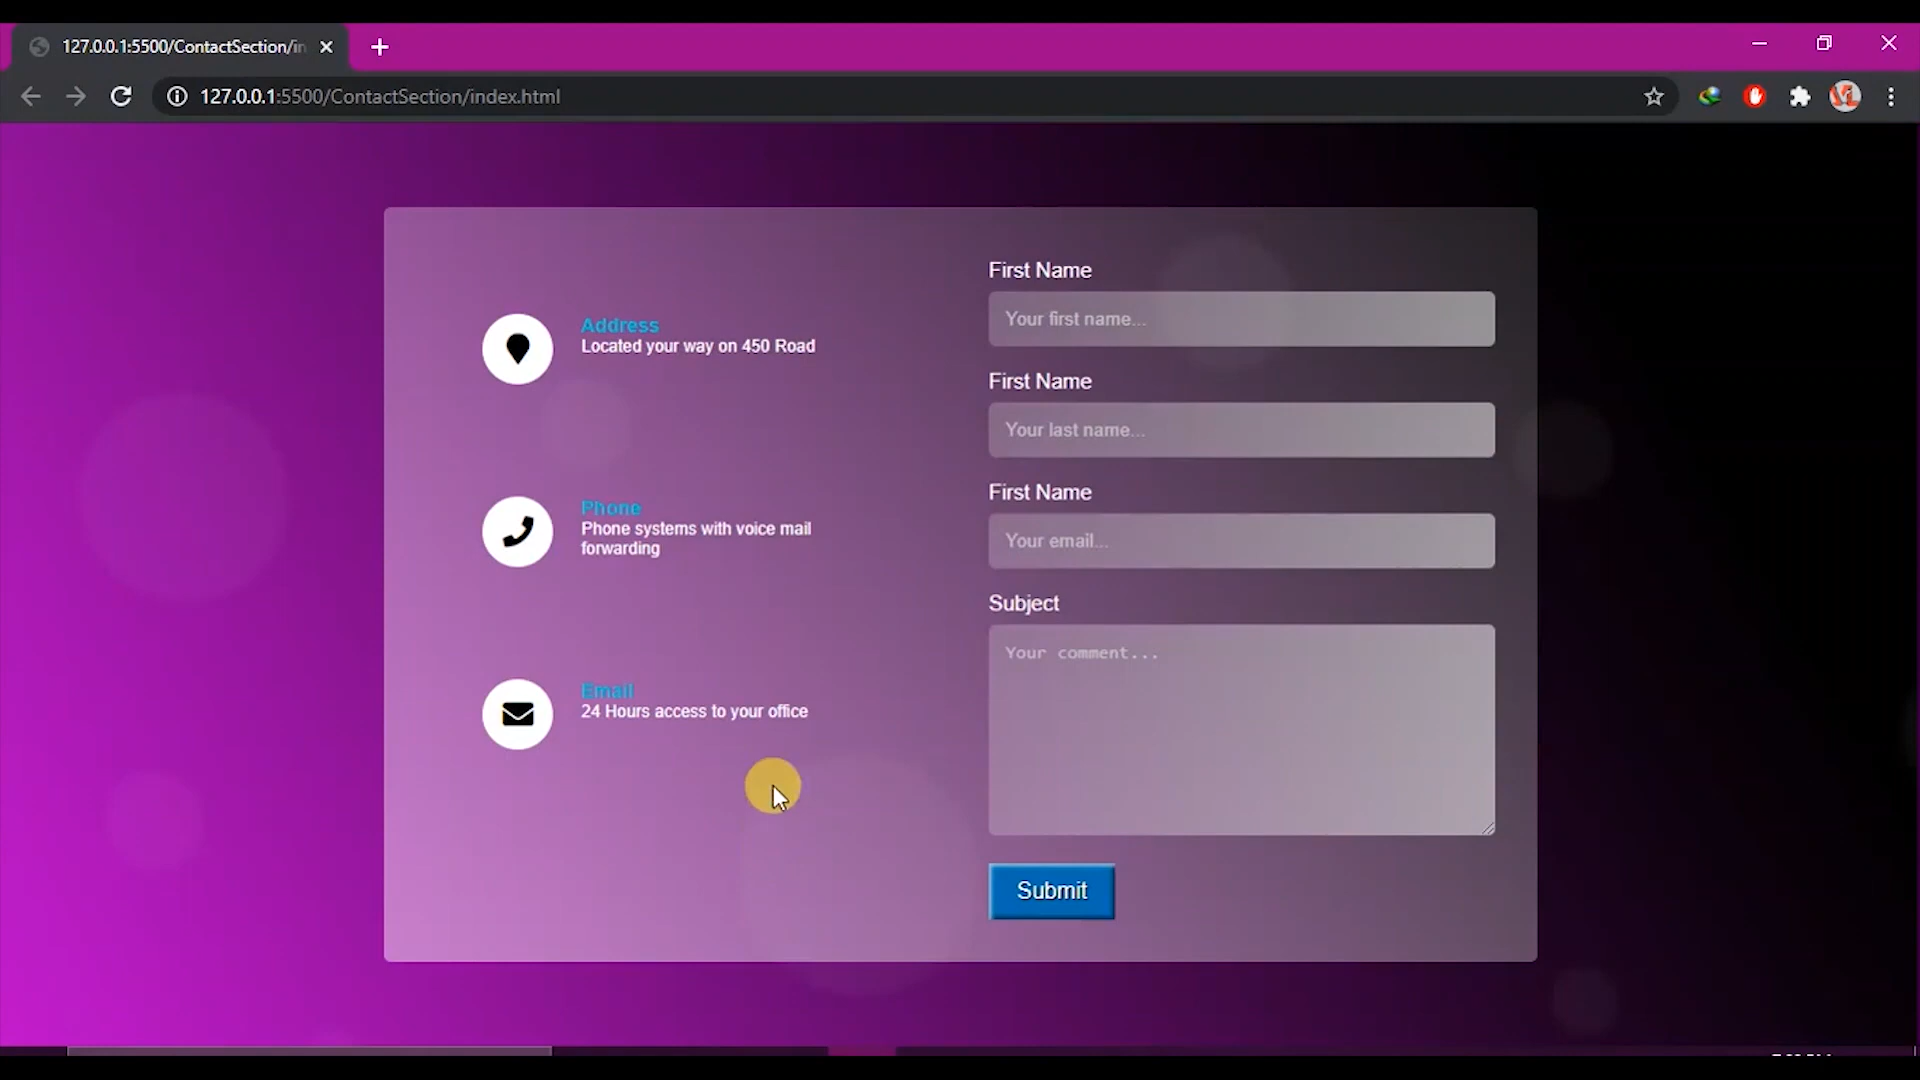 127.0.0.1:5500/ContactSection/in
127.0.0.1:5500/ContactSection/index.html
Address
Located your way on 450 Road
Phone
Phone systems with voice mail
forwarding
Email
24 Hours access to your office
First Name
Your first name...
First Name
Your last name...
First Name
Your email...
Subject
Your comment...
Submit